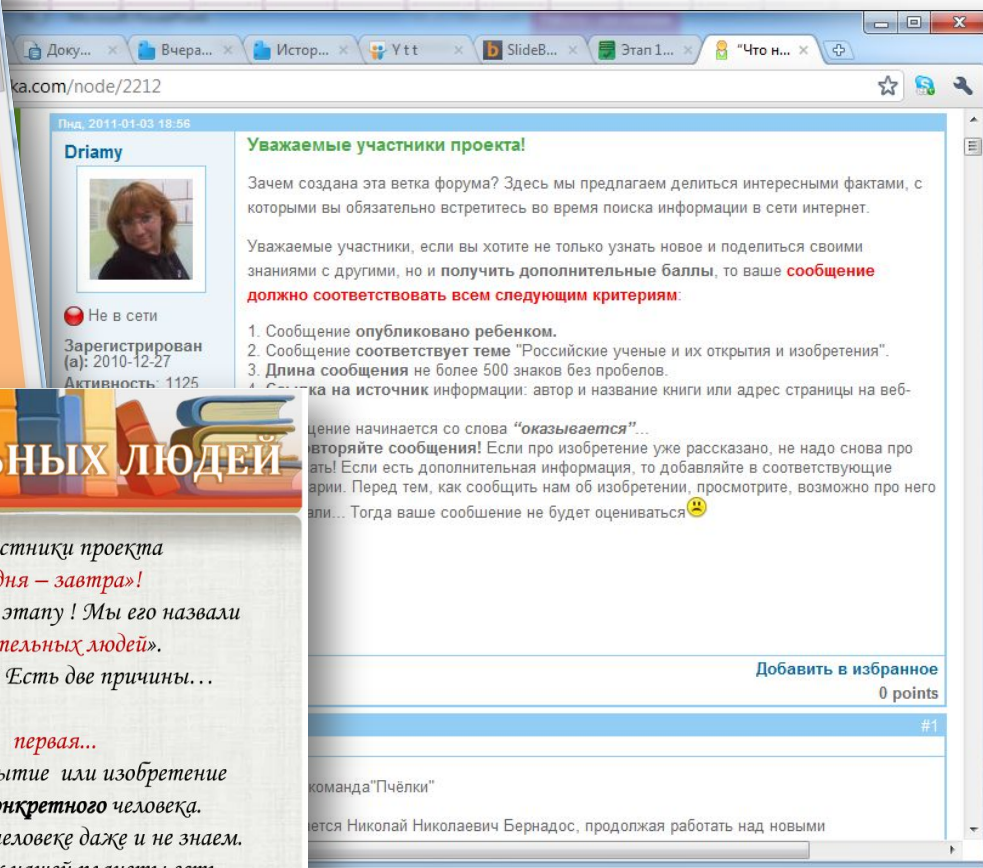 Доку...
Вчера...
Истор...
Y t t
SlideB...
Этап 1...
"Что н...
ka.com/node/2212
Пнд, 2011-01-03 18:56
Driamy
Не в сети
Зарегистрирован
(а): 2010-12-27
Активность: 1125
Уважаемые участники проекта!
Зачем создана эта ветка форума? Здесь мы предлагаем делиться интересными фактами, с
которыми вы обязательно встретитесь во время поиска информации в сети интернет.
Уважаемые участники, если вы хотите не только узнать новое и поделиться своими
знаниями с другими, но и получить дополнительные баллы, то ваше сообщение
должно соответствовать всем следующим критериям:
1. Сообщение опубликовано ребенком.
2. Сообщение соответствует теме "Российские ученые и их открытия и изобретения".
3. Длина сообщения не более 500 знаков без пробелов.
4. Ссылка на источник информации: автор и название книги или адрес страницы на веб-
щение начинается со слова "оказывается"...
вторяйте сообщения! Если про изобретение уже рассказано, не надо снова про
ать! Если есть дополнительная информация, то добавляйте в соответствующие
арии. Перед тем, как сообщить нам об изобретении, просмотрите, возможно про него
али... Тогда ваше сообщение не будет оцениваться
Добавить в избранное
0 points
#1
команда"Пчёлки"
ется Николай Николаевич Бернадос, продолжая работать над новыми
ЬНЫХ ЛЮДЕЙ
стники проекта
дня – завтра»!
этапу ! Мы его назвали
тельных людей».
Есть две причины...
первая...
ытие или изобретение
нкретного человека.
человеке даже и не знаем.